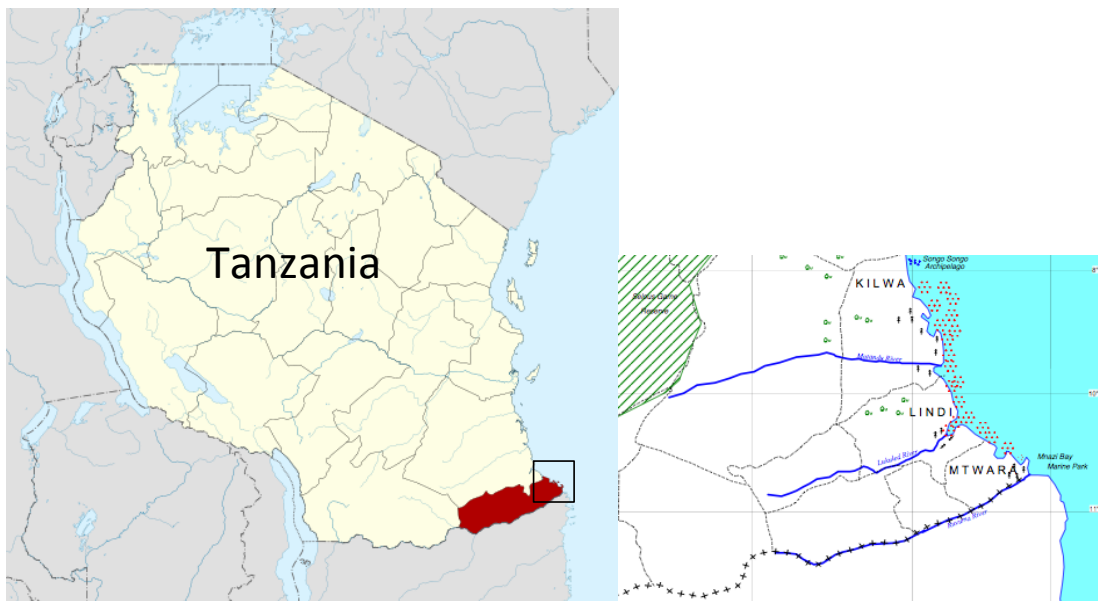 Tanzania
Songo Songo
Archipelago
8°
KILWA
Selous Game
Reserve
Matandu River
10°
LINDI
Lukuledi River
Mnazi Bay
Marine Park
MTWARA
11°
Ruvuma River